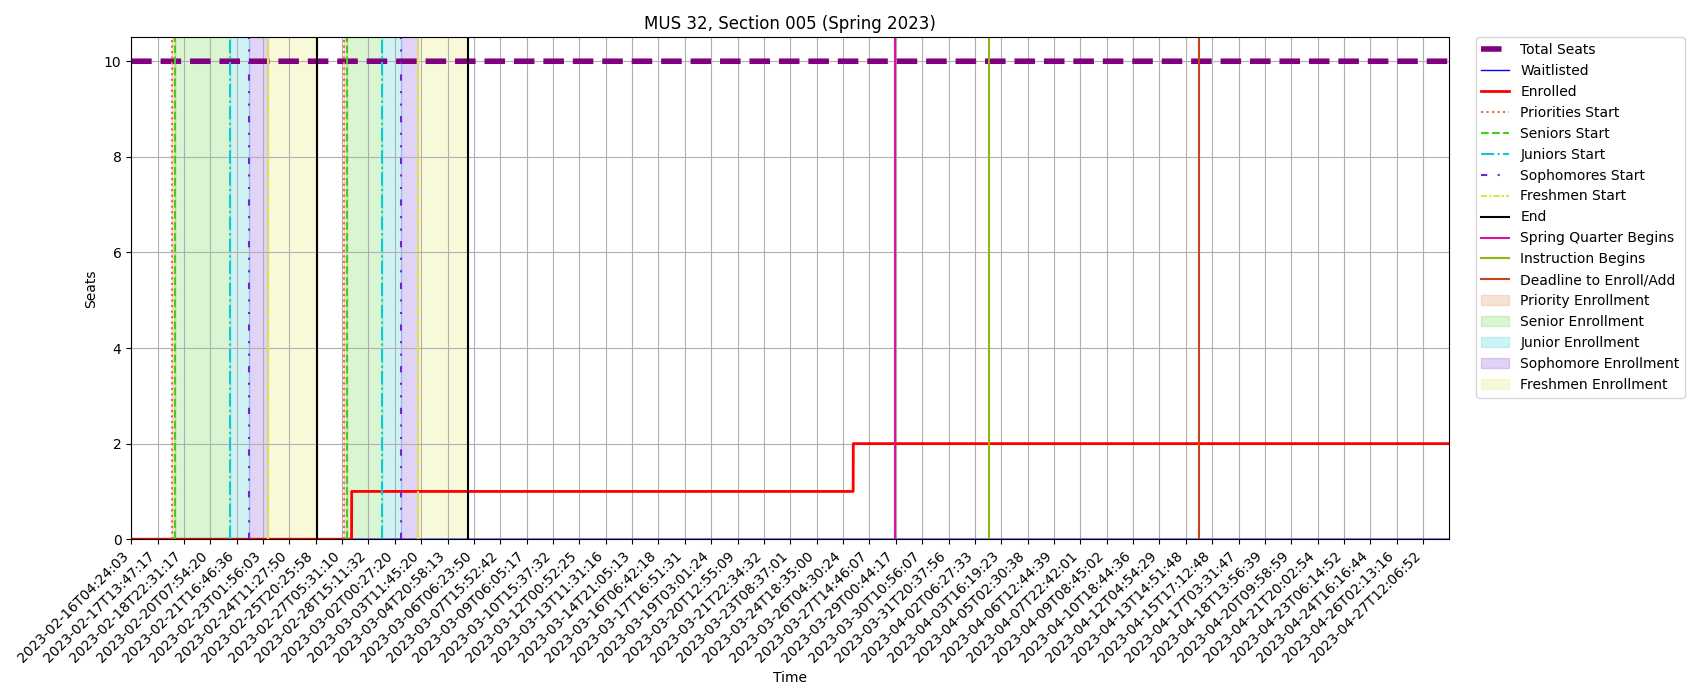 MUS 32, Section 005 (Spring 2023)
Seats
10
8
6
4
2
0
2023-02-16T04:24:03
2023-02-17T13:47:17
2023-02-18T22:31:17
2023-02-20T07:54:20
2023-02-21T16:46:36
2023-02-23T01:56:03
2023-02-24T11:27:50
2023-02-25T20:25:58
2023-02-27T05:31:10
2023-02-28T15:11:32
2023-03-02T00:27:20
2023-03-03T11:45:20
2023-03-04T20:58:13
2023-03-06T06:23:50
2023-03-07T15:52:42
2023-03-09T06:05:17
2023-03-10T15:37:32
2023-03-12T00:52:25
2023-03-13T11:31:16
2023-03-14T21:05:13
2023-03-16T06:42:18
2023-03-17T16:51:31
2023-03-19T03:01:24
2023-03-20T12:55:09
2023-03-21T22:34:32
2023-03-23T08:37:01
2023-03-24T18:35:00
2023-03-26T04:30:24
2023-03-27T14:46:07
2023-03-29T00:44:17
2023-03-30T10:56:07
2023-03-31T20:37:56
2023-04-02T06:27:33
2023-04-03T16:19:23
2023-04-05T02:30:38
2023-04-06T12:44:39
2023-04-07T22:42:01
2023-04-09T08:45:02
2023-04-10T18:44:36
2023-04-12T04:54:29
2023-04-13T14:51:48
2023-04-15T17:12:48
2023-04-17T03:31:47
2023-04-18T13:56:39
2023-04-20T09:58:59
2023-04-21T20:02:54
2023-04-23T06:14:52
2023-04-24T16:16:44
2023-04-26T02:13:16
2023-04-27T12:06:52
Time
Total Seats
Waitlisted
Enrolled
Priorities Start
Seniors Start
Juniors Start
Sophomores Start
Freshmen Start
End
Spring Quarter Begins
Instruction Begins
Deadline to Enroll/Add
Priority Enrollment
Senior Enrollment
Junior Enrollment
Sophomore Enrollment
Freshmen Enrollment